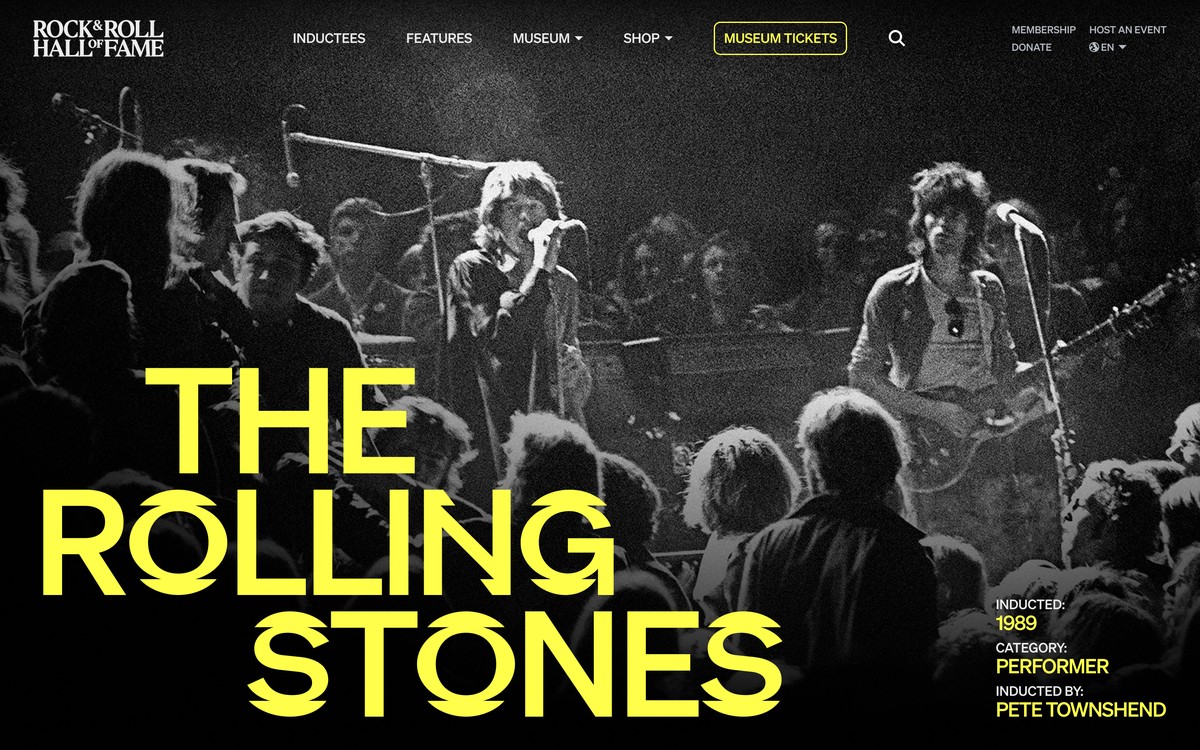 ROCK&ROLL
HALL OF FAME
INDUCTEES
FEATURES
MUSEUM
SHOP
MUSEUM TICKETS
MEMBERSHIP
HOST AN EVENT
DONATE
EN
THE
ROLLING
STONES
INDUCTED:
1989
CATEGORY:
PERFORMER
INDUCTED BY:
PETE TOWNSHEND